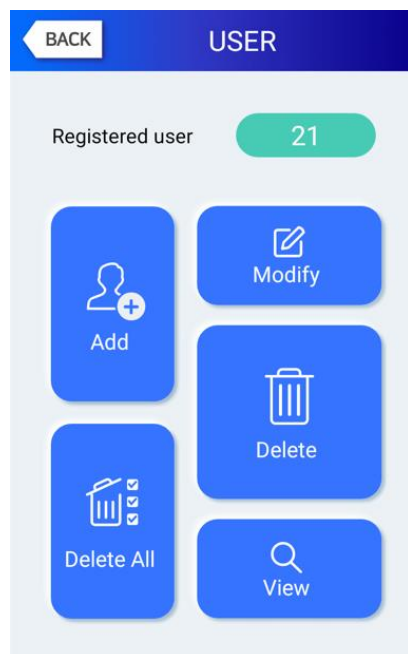 BACK
USER
Registered user
21
Add
Modify
Delete
Delete All
View